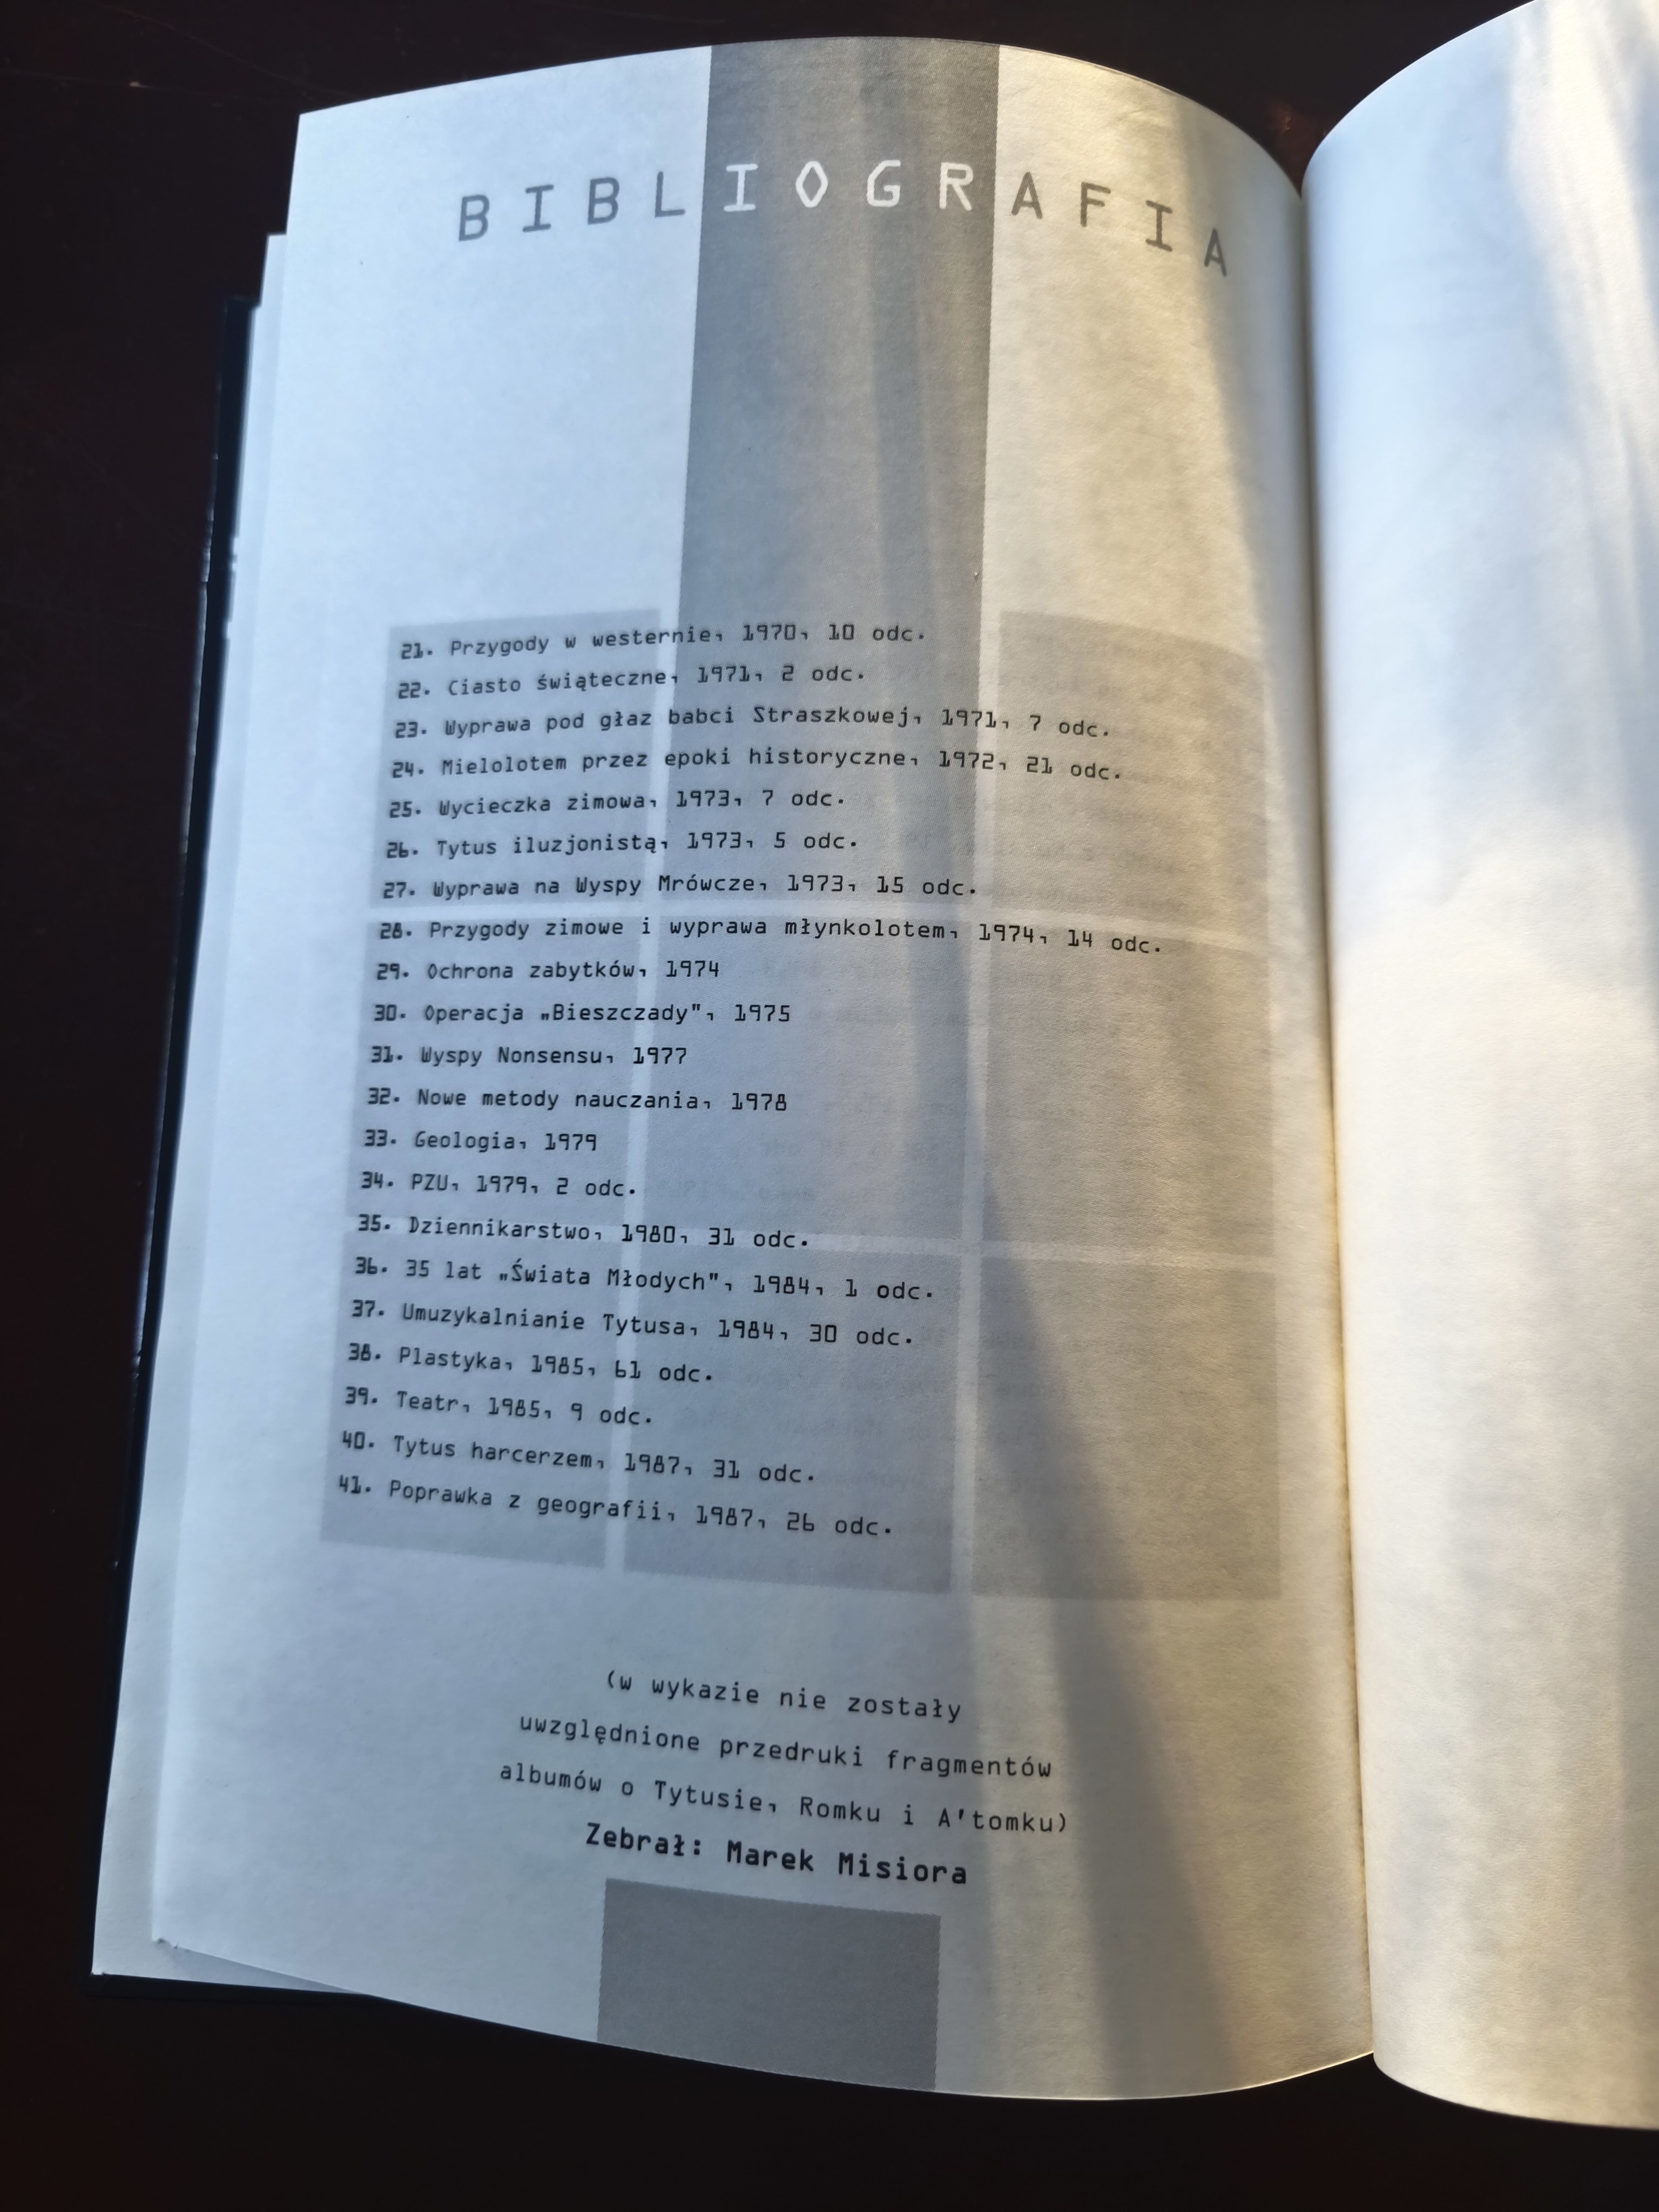 BIBLIOGRAFIA
21. Przygody w westernie, 1970, 10 odc.
22. Ciasto świąteczne, 1971, 2 odc.
23. Wyprawa pod głaz babci Straszkowej, 1971, 7 odc.
24. Mielolotem przez epoki historyczne, 1972, 21 odc.
25. Wycieczka zimowa, 1973, 7 odc.
26. Tytus iluzjonistą, 1973, 5 odc.
27. Wyprawa na Wyspy Mrówcze, 1973, 15 odc.
28. Przygody zimowe i wyprawa młynkolotem, 1974, 14 odc.
29. Ochrona zabytków, 1974
30. Operacja „Bieszczady", 1975
31. Wyspy Nonsensu, 1977
32. Nowe metody nauczania, 1978
33. Geologia, 1979
34. PZU, 1979, 2 odc.
35. Dziennikarstwo, 1980, 31 odc.
36. 35 lat „Świata Młodych", 1984, 1 odc.
37. Umuzykalnianie Tytusa, 1984, 30 odc.
38. Plastyka, 1985, 61 odc.
39. Teatr, 1985, 9 odc.
40. Tytus harcerzem, 1987, 31 odc.
41. Poprawka z geografii, 1987, 26 odc.
(w wykazie nie zostały
uwzględnione przedruki fragmentów
albumów o Tytusie, Romku i A'tomku)
Zebrał: Marek Misiora